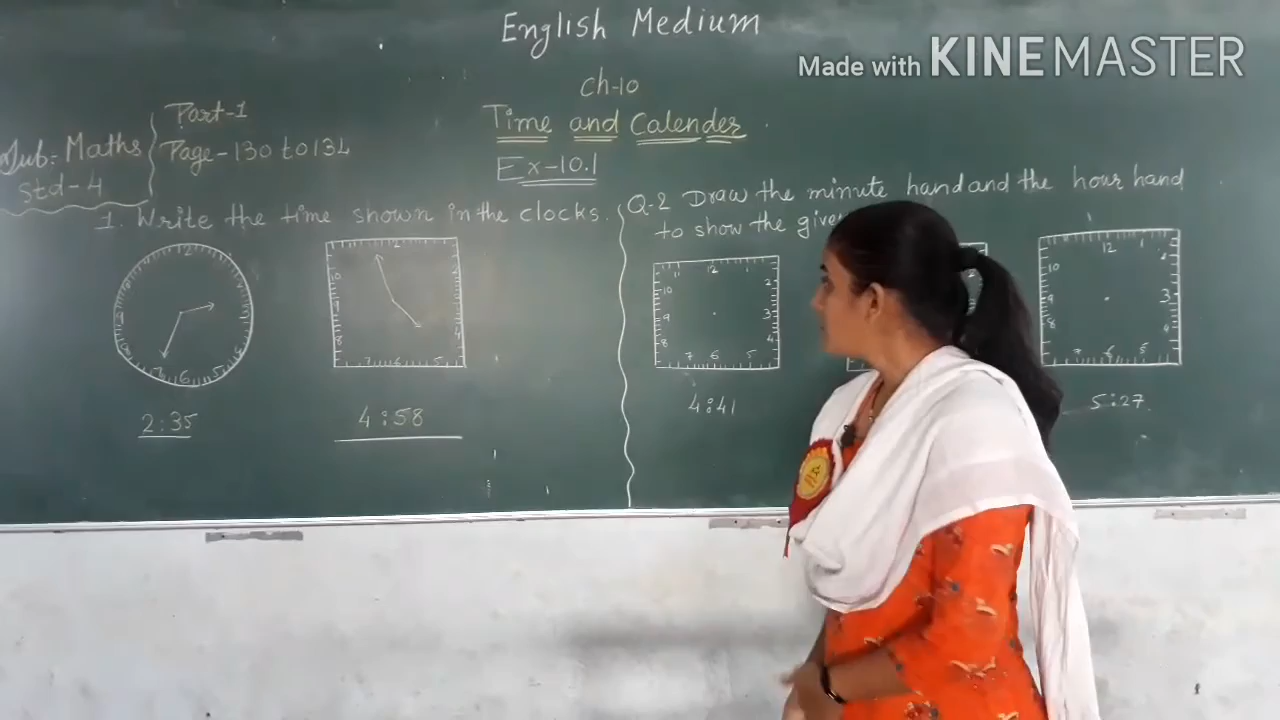 English Medium
Made with KINEMASTER
Ch-10
Time and Calender
Ex-10.1
Part-1
Page-130 to 134
Sub: Maths
Std-4
1. Write the time shown in the clocks.
2:35
4:58
Q-2 Draw the minute hand and the hour hand
to show the given
4:41
5:27